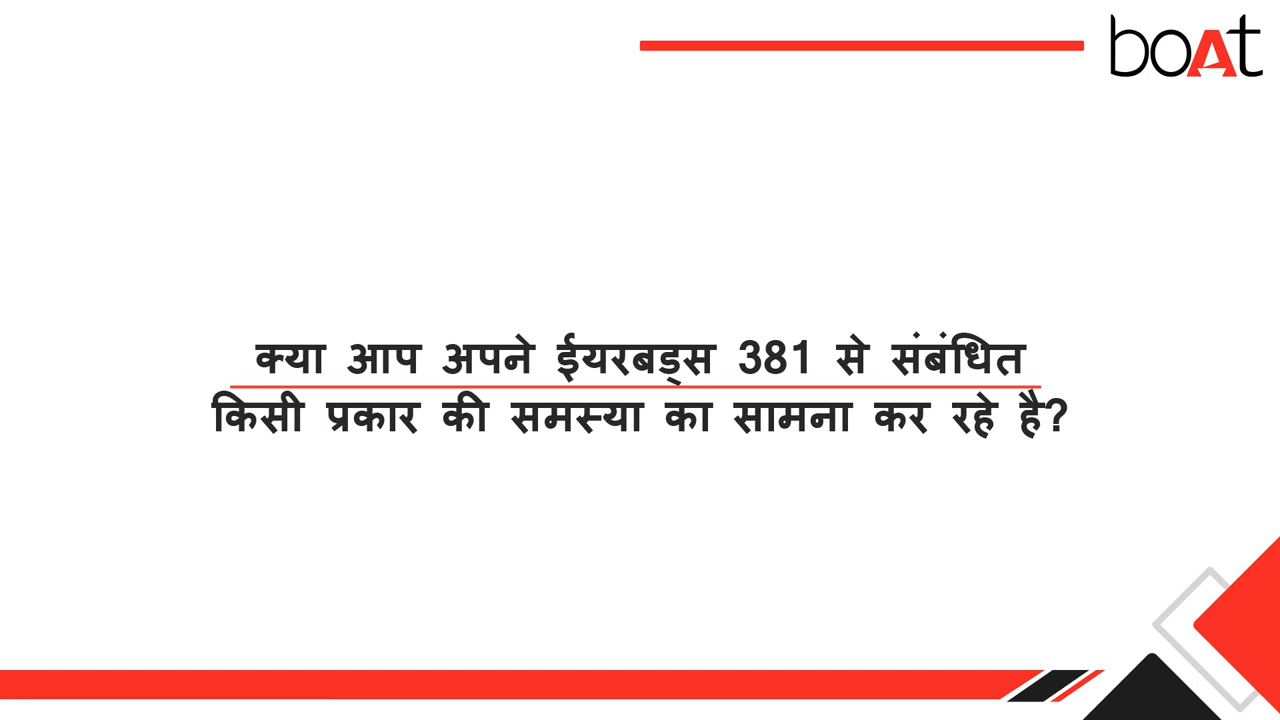 boAt
क्या आप अपने ईयरबड्स 381 से संबंधित
किसी प्रकार की समस्या का सामना कर रहे है?